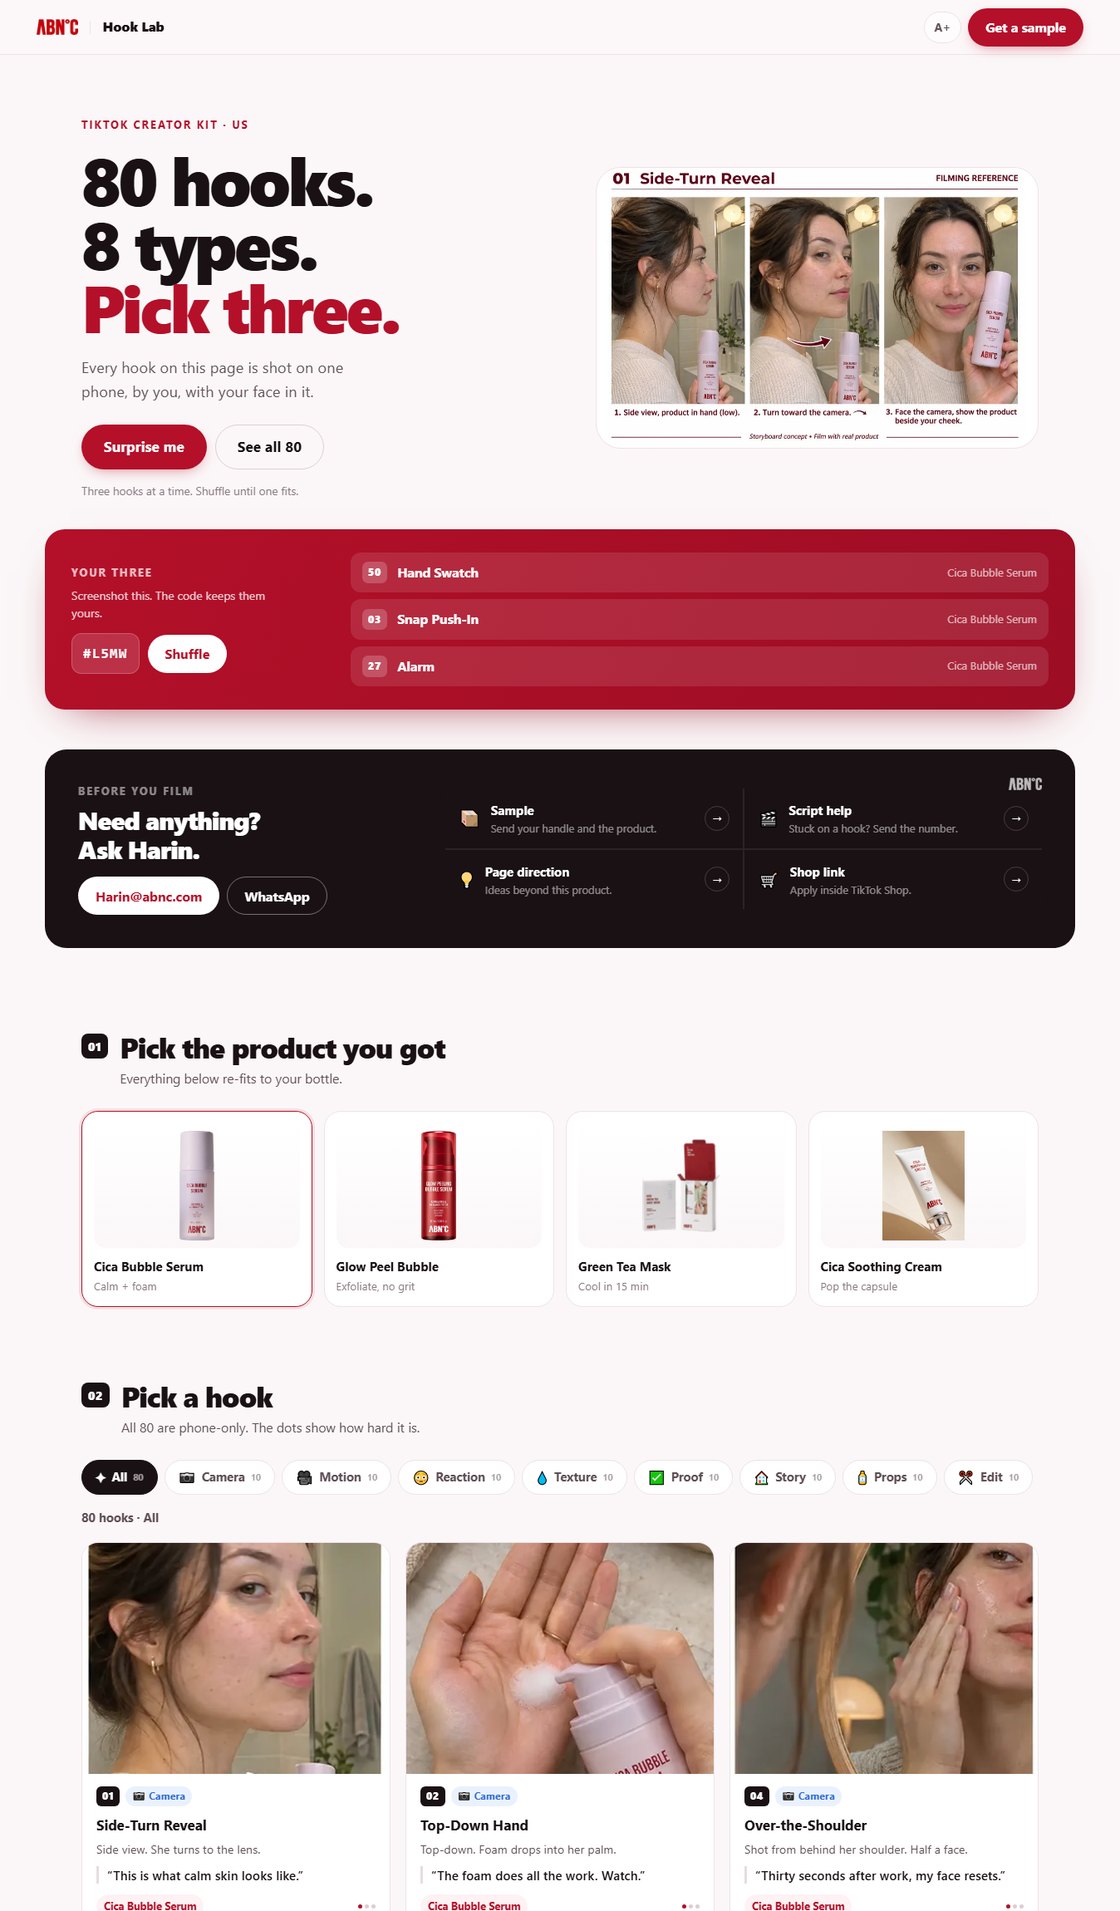 ABN°C
Hook Lab
A+
Get a sample
TIKTOK CREATOR KIT · US
80 hooks.
8 types.
Pick three.
Every hook on this page is shot on one
phone, by you, with your face in it.
Surprise me
See all 80
Three hooks at a time. Shuffle until one fits.
01 Side-Turn Reveal
FILMING REFERENCE
1. Side view, product in hand (low).
2. Turn toward the camera.
3. Face the camera, show the product
beside your cheek.
Storyboard concept • Film with real product
YOUR THREE
Screenshot this. The code keeps them
yours.
#L5MW
Shuffle
50 Hand Swatch Cica Bubble Serum
03 Snap Push-In Cica Bubble Serum
27 Alarm Cica Bubble Serum
ABN°C
BEFORE YOU FILM
Need anything?
Ask Harin.
Harin@abnc.com
WhatsApp
Sample
Send your handle and the product.
→
Script help
Stuck on a hook? Send the number.
→
Page direction
Ideas beyond this product.
→
Shop link
Apply inside TikTok Shop.
→
01 Pick the product you got
Everything below re-fits to your bottle.
CICA BUBBLE
SERUM
ABN°C
Cica Bubble Serum
Calm + foam
GLOW PEELING
BUBBLE SERUM
ABN°C
Glow Peel Bubble
Exfoliate, no grit
Green Tea Mask
Cool in 15 min
Cica Soothing Cream
Pop the capsule
02 Pick a hook
All 80 are phone-only. The dots show how hard it is.
All 80
Camera 10
Motion 10
Reaction 10
Texture 10
Proof 10
Story 10
Props 10
Edit 10
80 hooks · All
01 Camera
Side-Turn Reveal
Side view. She turns to the lens.
“This is what calm skin looks like.”
Cica Bubble Serum
CICA BUBBLE
02 Camera
Top-Down Hand
Top-down. Foam drops into her palm.
“The foam does all the work. Watch.”
Cica Bubble Serum
04 Camera
Over-the-Shoulder
Shot from behind her shoulder. Half a face.
“Thirty seconds after work, my face resets.”
Cica Bubble Serum